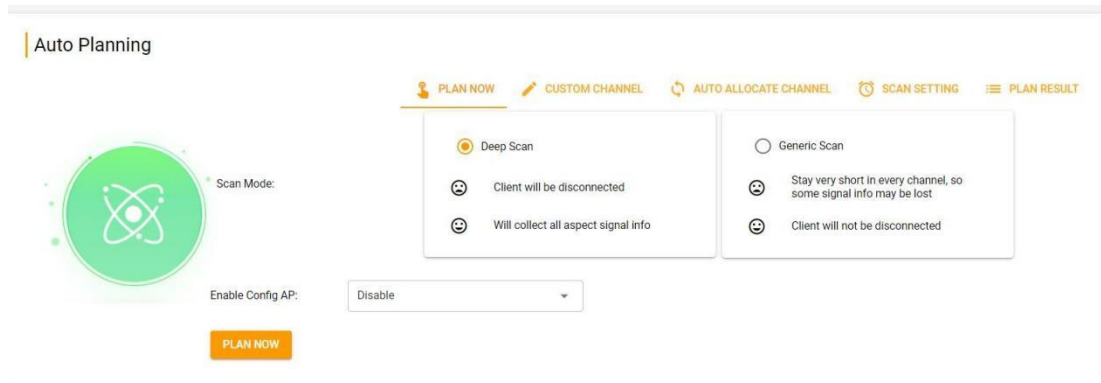 Auto Planning
PLAN NOW
CUSTOM CHANNEL
AUTO ALLOCATE CHANNEL
SCAN SETTING
PLAN RESULT
Scan Mode:
Deep Scan
Client will be disconnected
Will collect all aspect signal info
Generic Scan
Stay very short in every channel, so
some signal info may be lost
Client will not be disconnected
Enable Config AP:
Disable
PLAN NOW